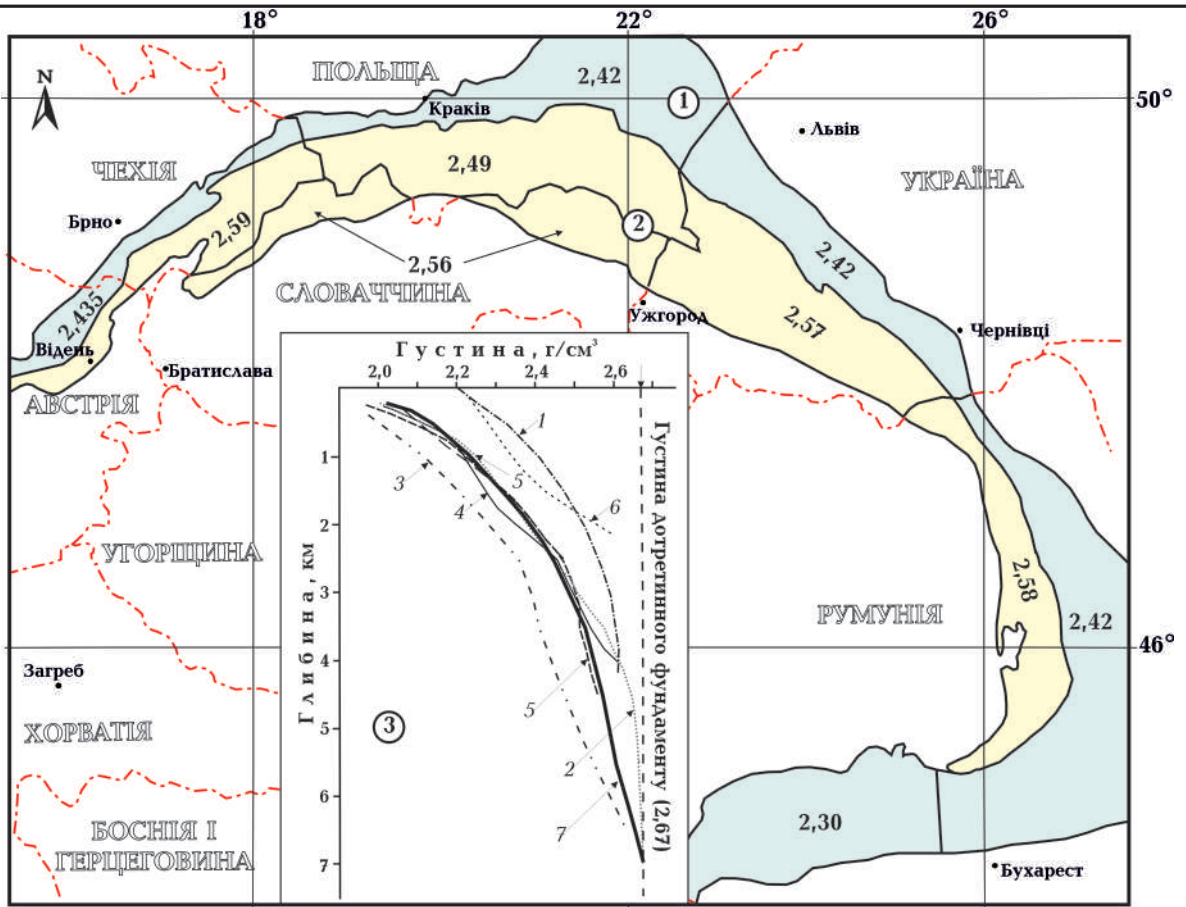 18°
22°
26°
N
ПОЛЬЩА
2,42
1
50°
Краків
Львів
ЧЕХІЯ
2,49
УКРАЇНА
Брно
2,59
2
2,56
2,42
СЛОВАЧЧИНА
2,435
Ужгород
2,57
Чернівці
Відень
Братислава
АВСТРІЯ
Густина, г/см³
2,0
2,2
2,4
2,6
1
1
2
3
4
5
6
7
Глибина, км
3
4
5
6
5
2
7
3
Густина дотретинного фундаменту (2,67)
УГОРЩИНА
2,58
РУМУНІЯ
2,42
46°
Загреб
ХОРВАТІЯ
БОСНІЯ І
ГЕРЦЕГОВИНА
2,30
Бухарест